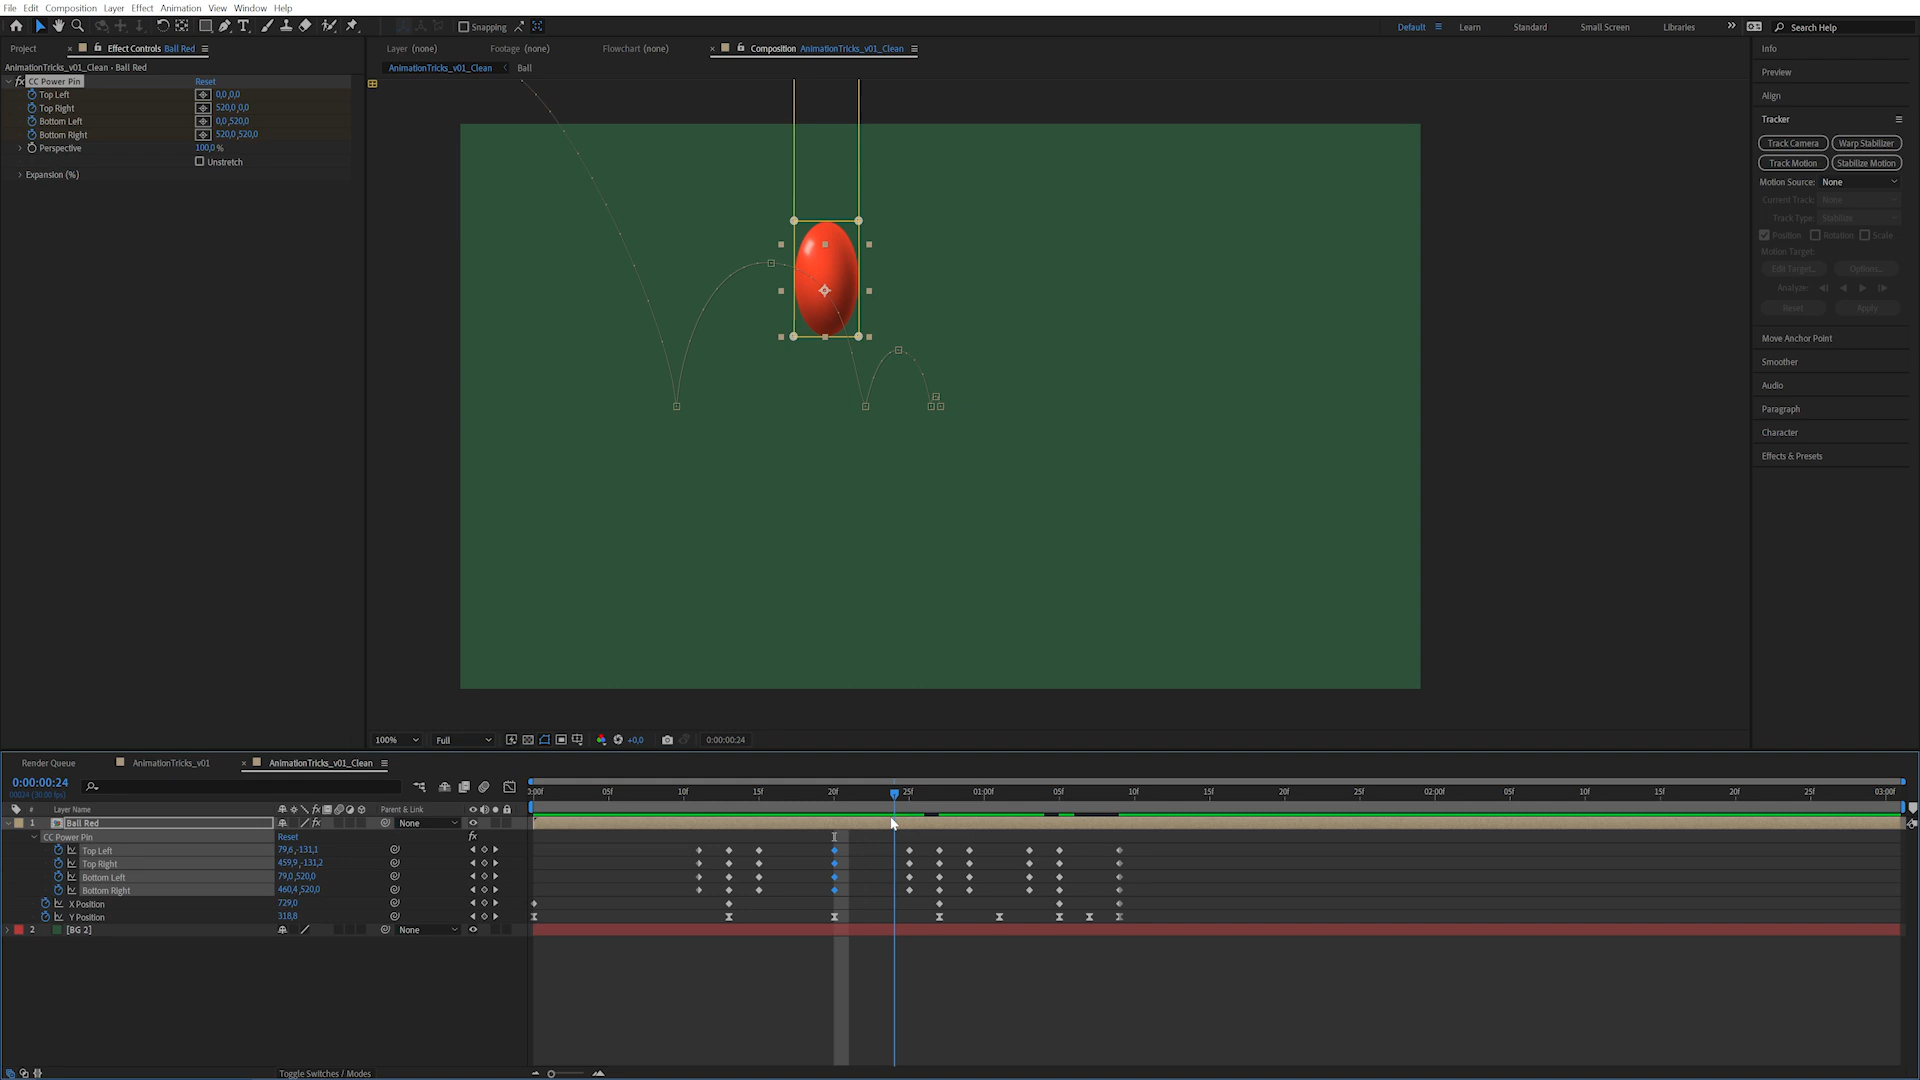 File Edit Composition Layer Effect Animation View Window Help
Snapping
Default Learn Standard Small Screen Libraries Search Help
Project Effect Controls Ball Red
Layer (none) Footage (none) Flowchart (none) Composition AnimationTricks_v01_Clean
Info
AnimationTricks_v01_Clean • Ball Red
AnimationTricks_v01_Clean Ball
fx CC Power Pin Reset
Top Left 0,0,0,0
Top Right 520,0,0,0
Bottom Left 0,0,520,0
Bottom Right 520,0,520,0
Perspective 100,0 %
Unstretch
Expansion (%)
Preview
Align
Tracker
Track Camera Warp Stabilizer
Track Motion Stabilize Motion
Motion Source: None
Current Track: None
Track Type: Stabilize
Position Rotation Scale
Motion Target:
Edit Target... Options...
Analyze:
Reset Apply
Move Anchor Point
Smoother
Audio
Paragraph
Character
Effects & Presets
100% Full +0,0 0:00:00:24
Render Queue AnimationTricks_v01 AnimationTricks_v01_Clean
0:00:00:24
00024 (30.00 fps)
0:00f 05f 10f 15f 20f 25f 01:00f 05f 10f 15f 20f 25f 02:00f 05f 10f 15f 20f 25f 03:00f
# Layer Name Parent & Link
1 Ball Red None
CC Power Pin Reset
Top Left 79,6,-131,1
Top Right 459,9,-131,2
Bottom Left 79,0,520,0
Bottom Right 460,4,520,0
X Position 729,0
Y Position 318,8
2 [BG 2] None
Toggle Switches / Modes